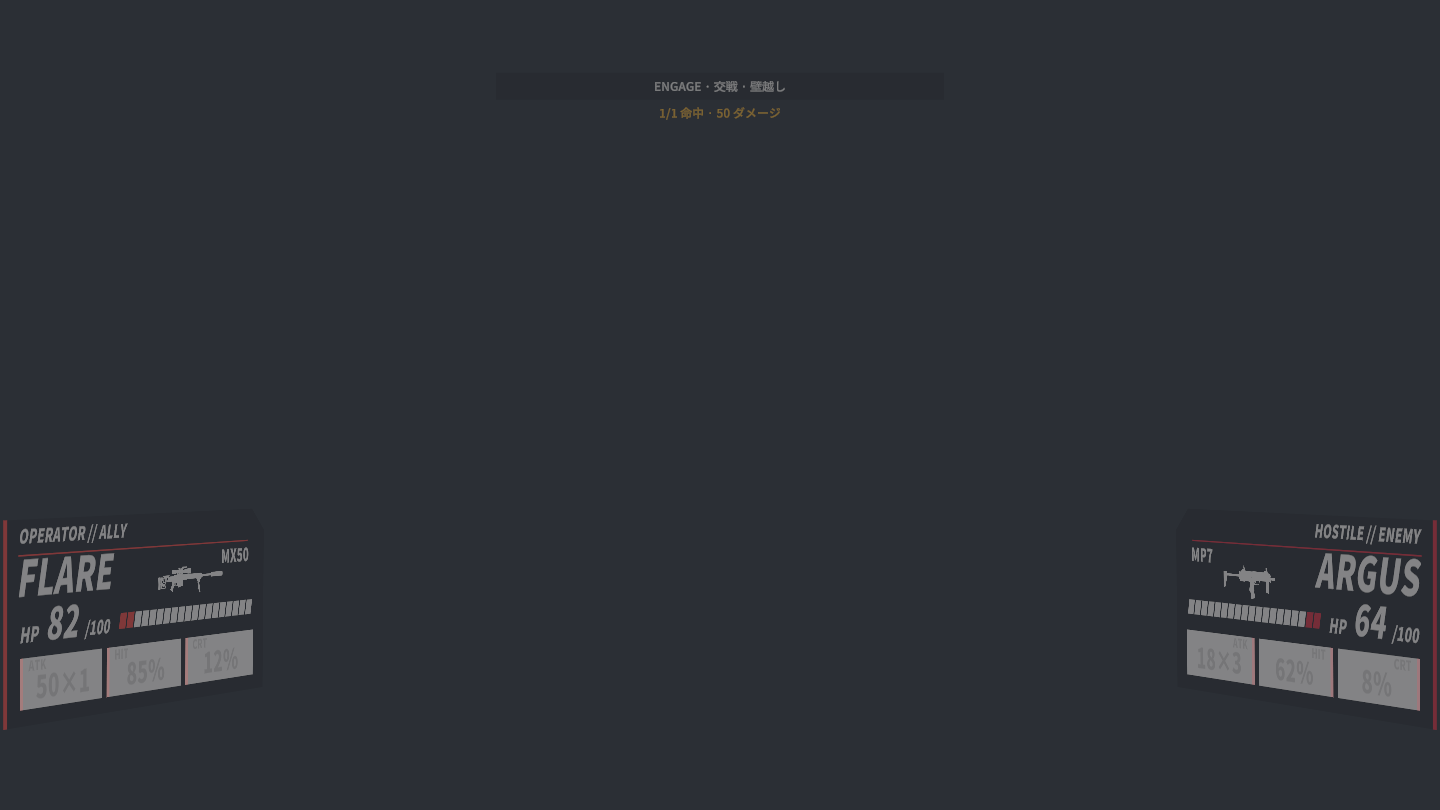 ENGAGE・交戦・壁越し
1/1 命中・50 ダメージ
OPERATOR // ALLY
FLARE
MX50
HP 82 /100
ATK
50×1
HIT
85%
CRT
12%
HOSTILE // ENEMY
MP7
ARGUS
HP 64 /100
ATK
18×3
HIT
62%
CRT
8%